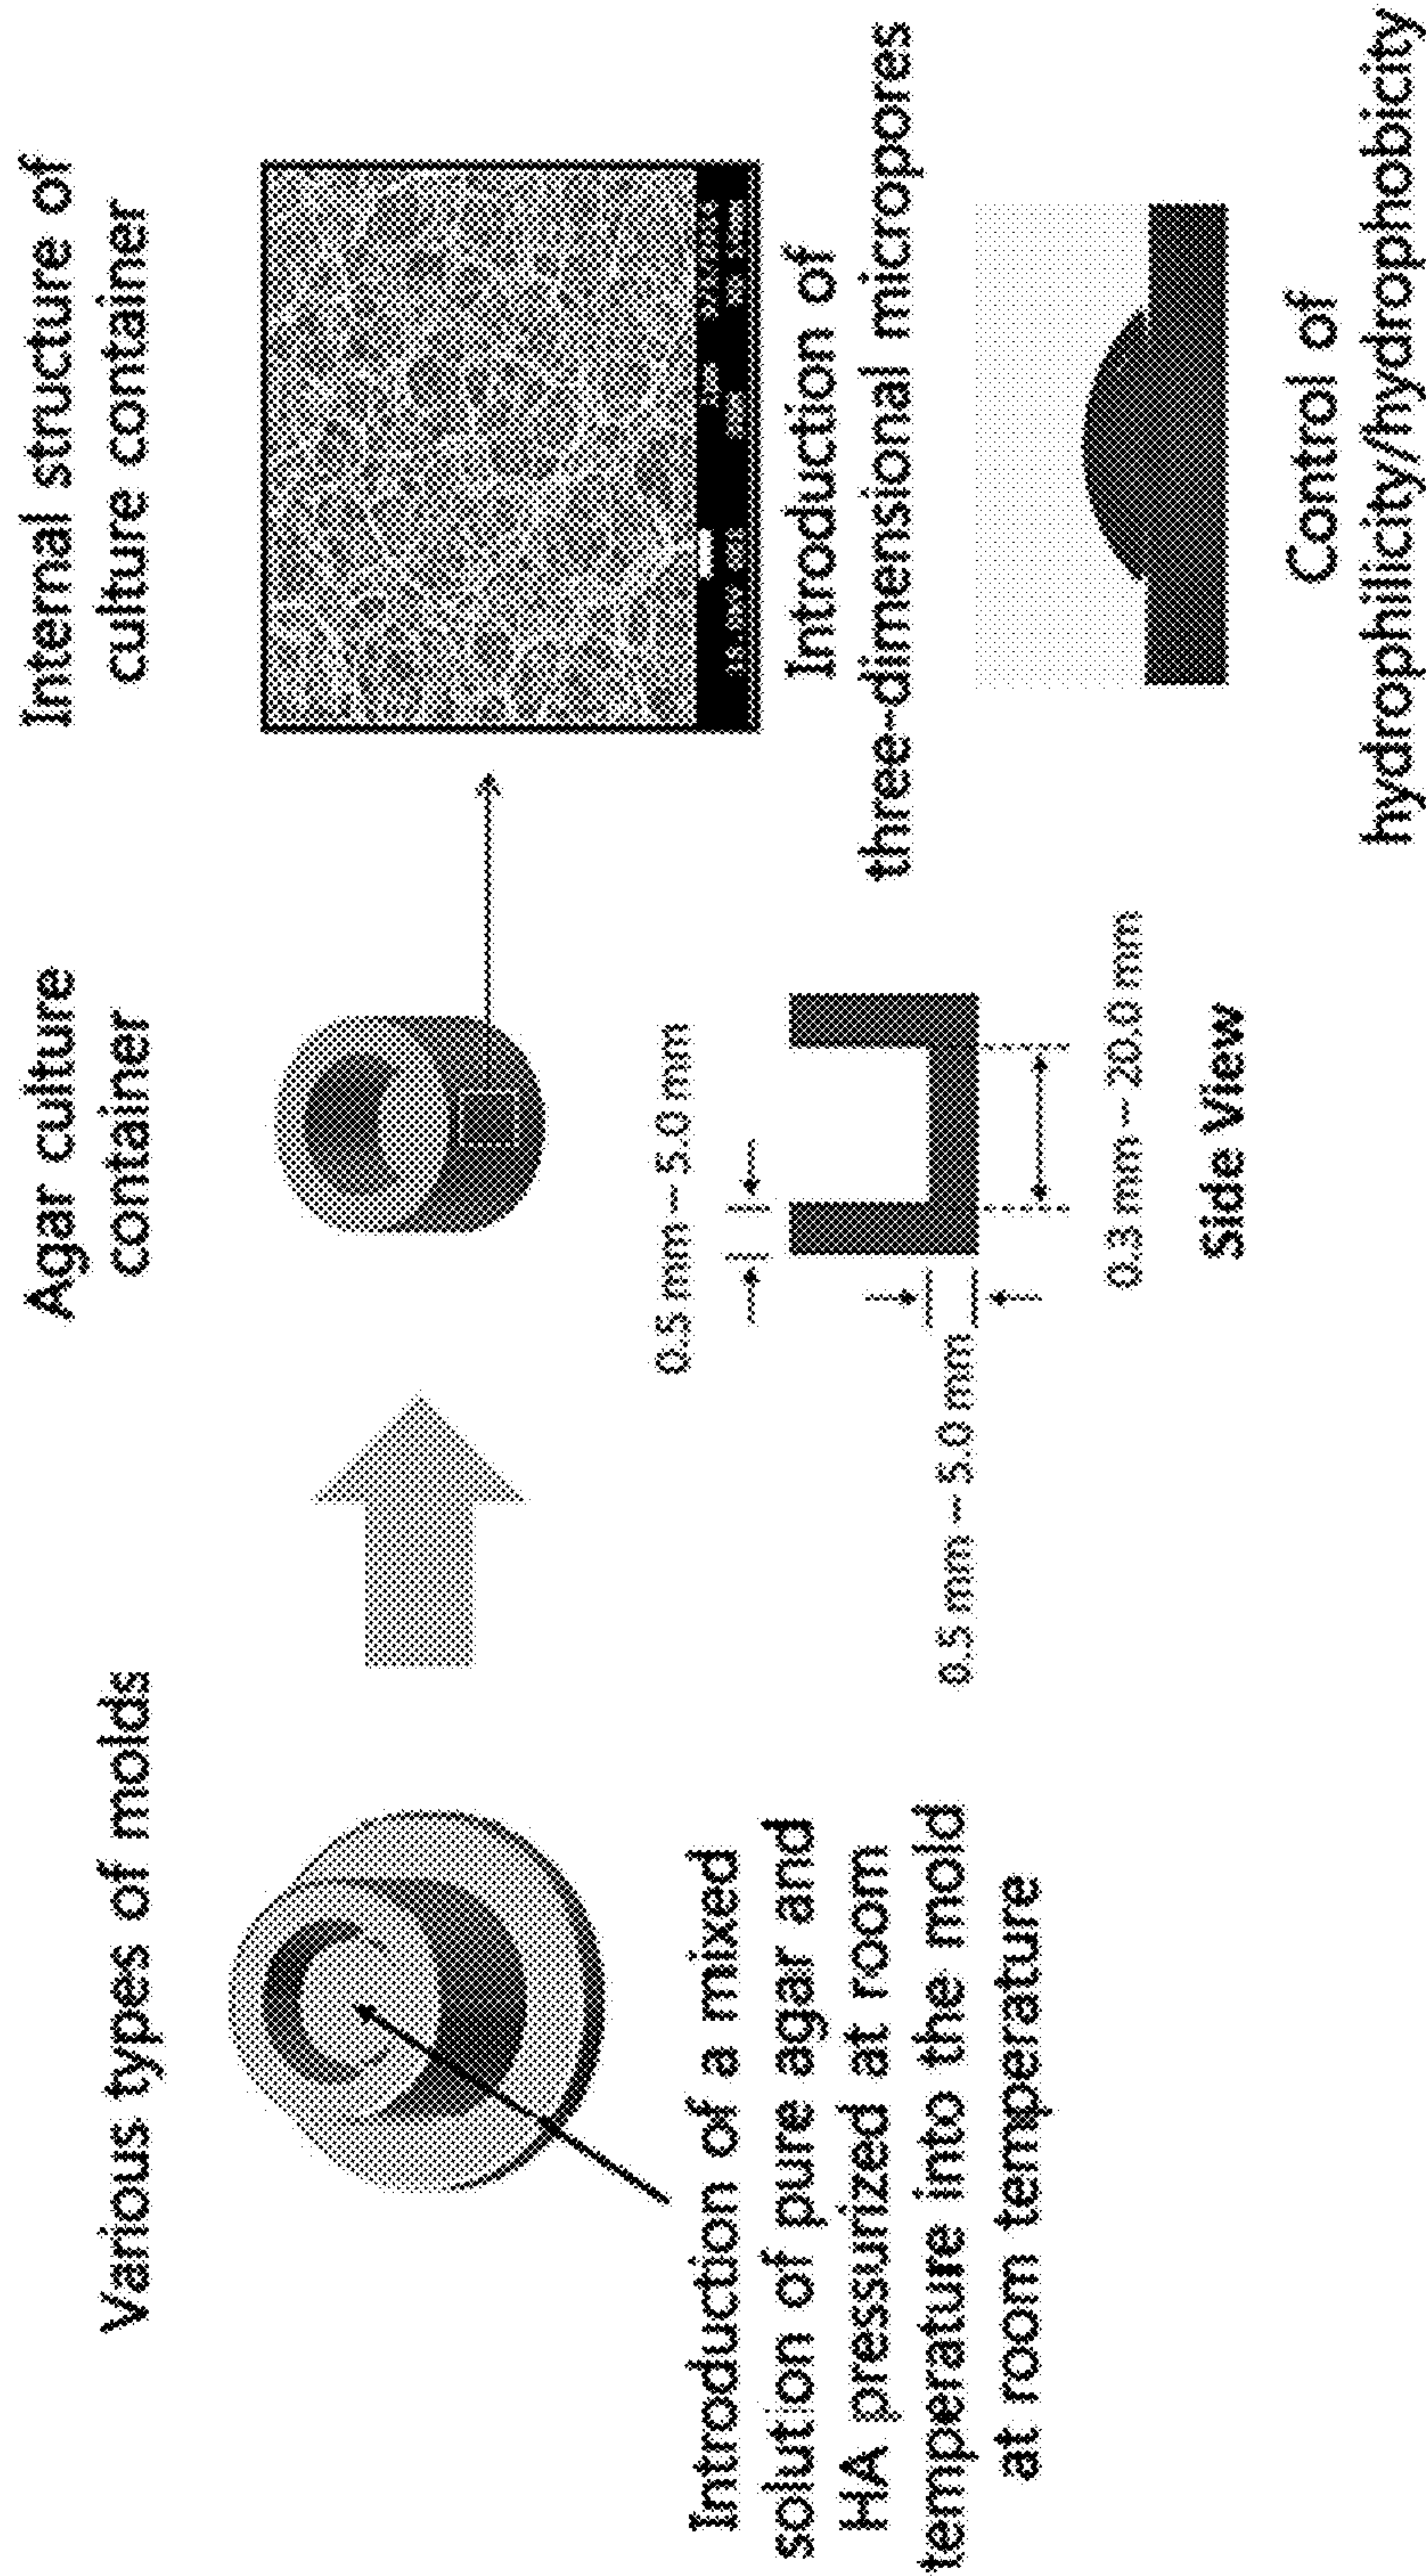 Various types of molds
Introduction of a mixed
solution of pure agar and
HA pressurized at room
temperature into the mold
at room temperature
Agar culture
container
0.5 mm ~ 5.0 mm
0.5 mm ~ 5.0 mm
0.3 mm ~ 20.0 mm
Side View
Internal structure of
culture container
Introduction of
three-dimensional micropores
Control of
hydrophillicity/hydrophobicity